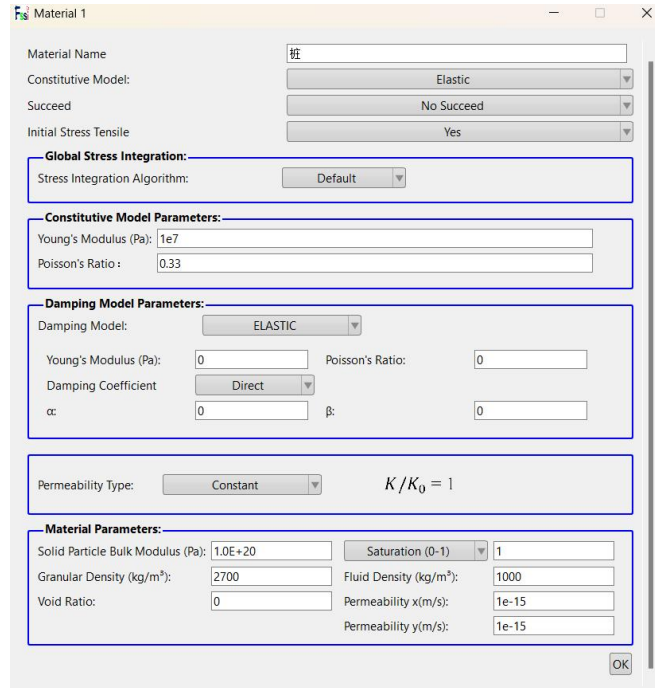 Material 1
Material Name 桩
Constitutive Model: Elastic
Succeed No Succeed
Initial Stress Tensile Yes
Global Stress Integration:
Stress Integration Algorithm: Default
Constitutive Model Parameters:
Young's Modulus (Pa): 1e7
Poisson's Ratio： 0.33
Damping Model Parameters:
Damping Model: ELASTIC
Young's Modulus (Pa): 0 Poisson's Ratio: 0
Damping Coefficient Direct
α: 0 β: 0
Permeability Type: Constant K/K₀ = 1
Material Parameters:
Solid Particle Bulk Modulus (Pa): 1.0E+20 Saturation (0-1) 1
Granular Density (kg/m³): 2700 Fluid Density (kg/m³): 1000
Void Ratio: 0 Permeability x(m/s): 1e-15
Permeability y(m/s): 1e-15
OK